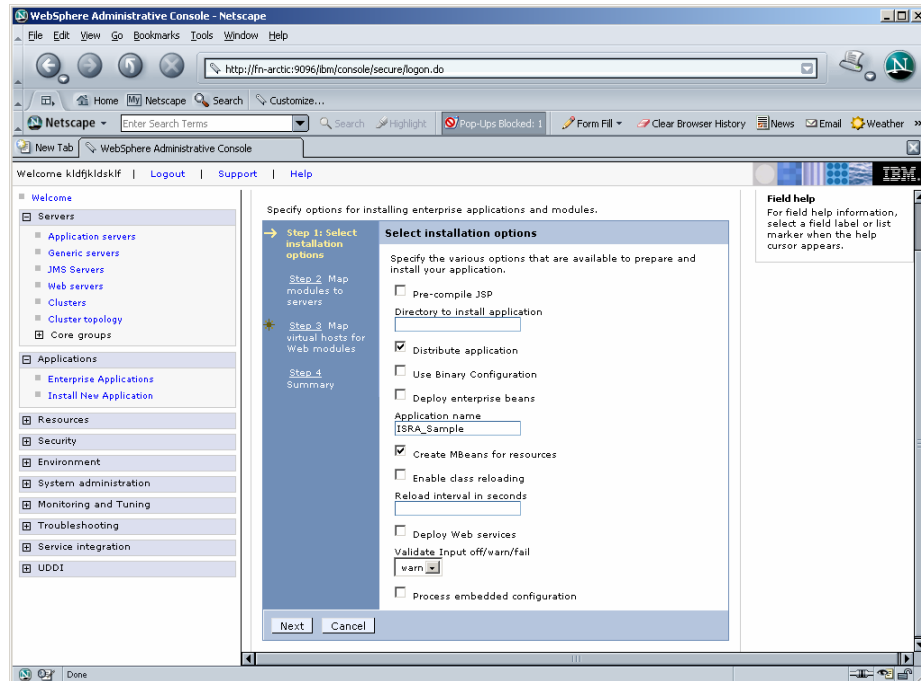 WebSphere Administrative Console - Netscape
File Edit View Go Bookmarks Tools Window Help
http://fn-arctic:9096/ibm/console/secure/logon.do
Home My Netscape Search Customize...
Netscape Enter Search Terms Search Highlight Pop-Ups Blocked: 1 Form Fill Clear Browser History News Email Weather »
New Tab WebSphere Administrative Console
Welcome kldfjkldsklf | Logout | Support | Help IBM.
Welcome
Servers
Application servers
Generic servers
JMS Servers
Web servers
Clusters
Cluster topology
Core groups
Applications
Enterprise Applications
Install New Application
Resources
Security
Environment
System administration
Monitoring and Tuning
Troubleshooting
Service integration
UDDI
Specify options for installing enterprise applications and modules.
Step 1: Select
installation
options
Step 2 Map
modules to
servers
Step 3 Map
virtual hosts for
Web modules
Step 4
Summary
Select installation options
Specify the various options that are available to prepare and
install your application.
Pre-compile JSP
Directory to install application
Distribute application
Use Binary Configuration
Deploy enterprise beans
Application name
ISRA_Sample
Create MBeans for resources
Enable class reloading
Reload interval in seconds
Deploy Web services
Validate Input off/warn/fail
warn
Process embedded configuration
Next Cancel
Field help
For field help information,
select a field label or list
marker when the help
cursor appears.
Done